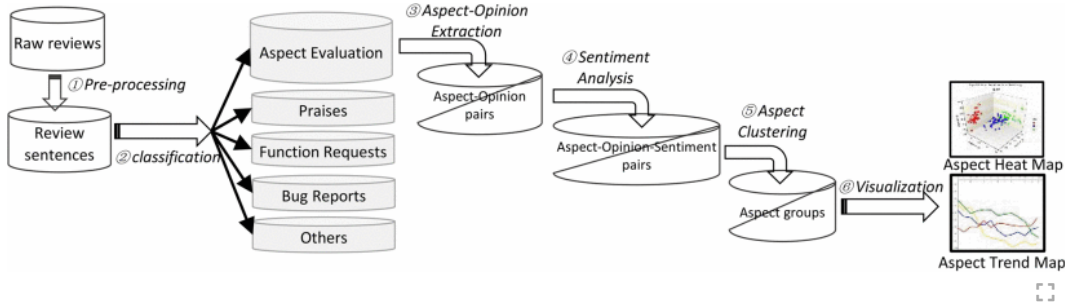 Raw reviews
①Pre-processing
Review
sentences
②classification
Aspect Evaluation
Praises
Function Requests
Bug Reports
Others
③Aspect-Opinion
Extraction
Aspect-Opinion
pairs
④Sentiment
Analysis
Aspect-Opinion-Sentiment
pairs
⑤Aspect
Clustering
Aspect groups
⑥Visualization
Aspect Heat Map
Aspect Trend Map